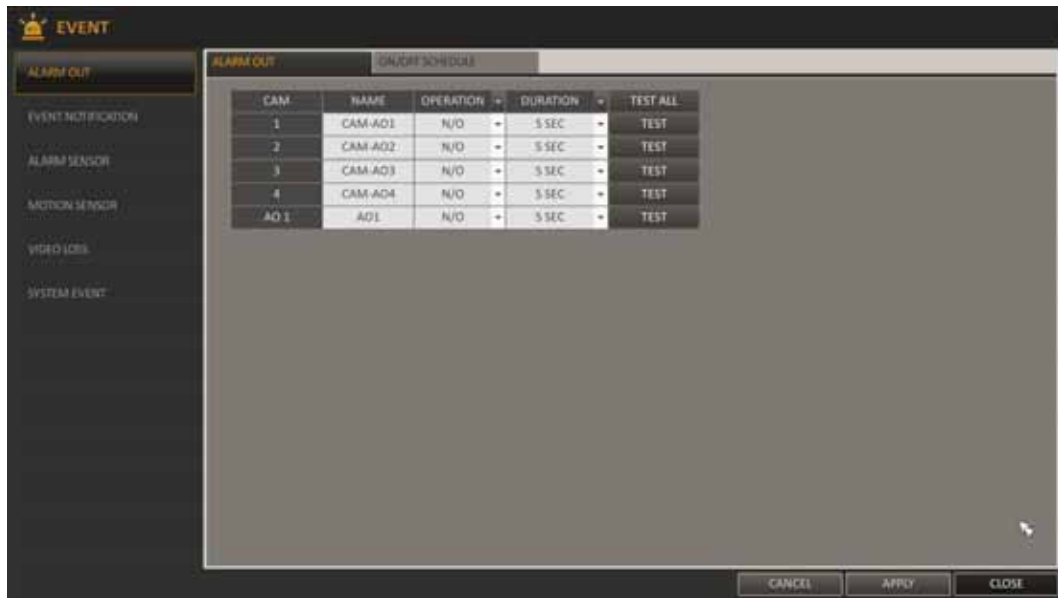 EVENT
ALARM OUT
EVENT NOTIFICATION
ALARM SENSOR
MOTION SENSOR
VIDEO LOSS
SYSTEM EVENT
ALARM OUT ON/OFF SCHEDULE
CAM NAME OPERATION DURATION TEST ALL
1 CAM-AO1 N/O 5 SEC TEST
2 CAM-AO2 N/O 5 SEC TEST
3 CAM-AO3 N/O 5 SEC TEST
4 CAM-AO4 N/O 5 SEC TEST
AO 1 AO1 N/O 5 SEC TEST
CANCEL APPLY CLOSE